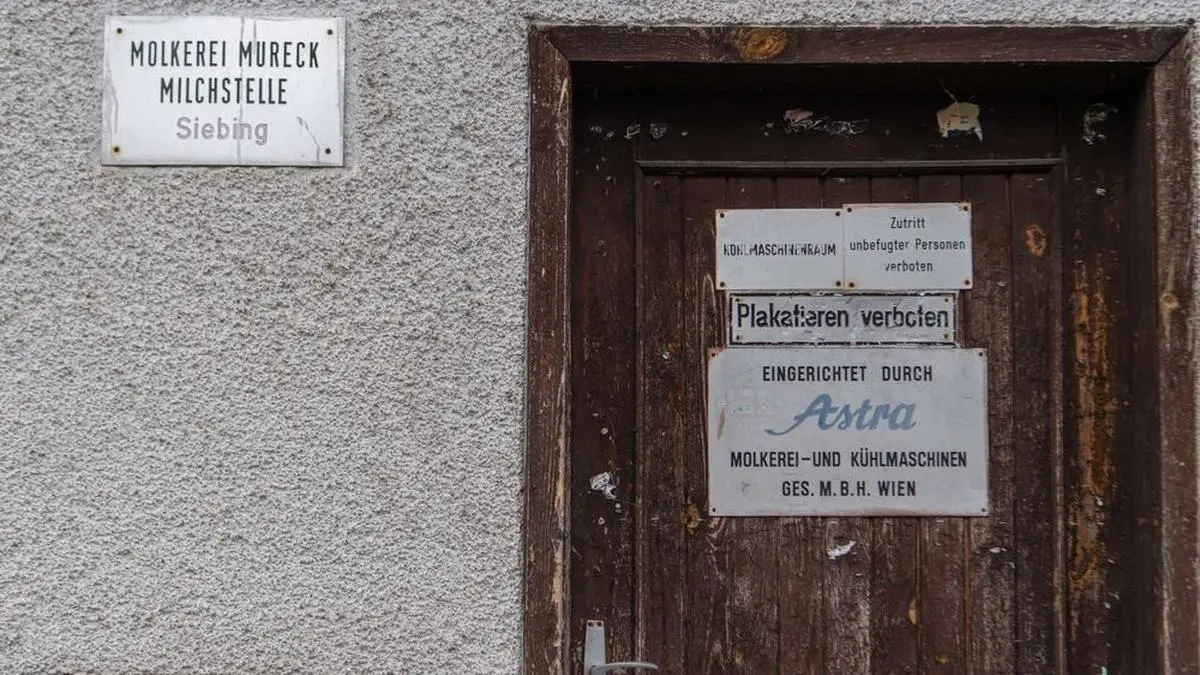 MOLKEREI MURECK
MILCHSTELLE
Siebing
KÜHLMASCHINENRAUM
Zutritt
unbefugter Personen
verboten
Plakatieren verboten
EINGERICHTET DURCH
Astra
MOLKEREI-UND KÜHLMASCHINEN
GES. M. B. H. WIEN